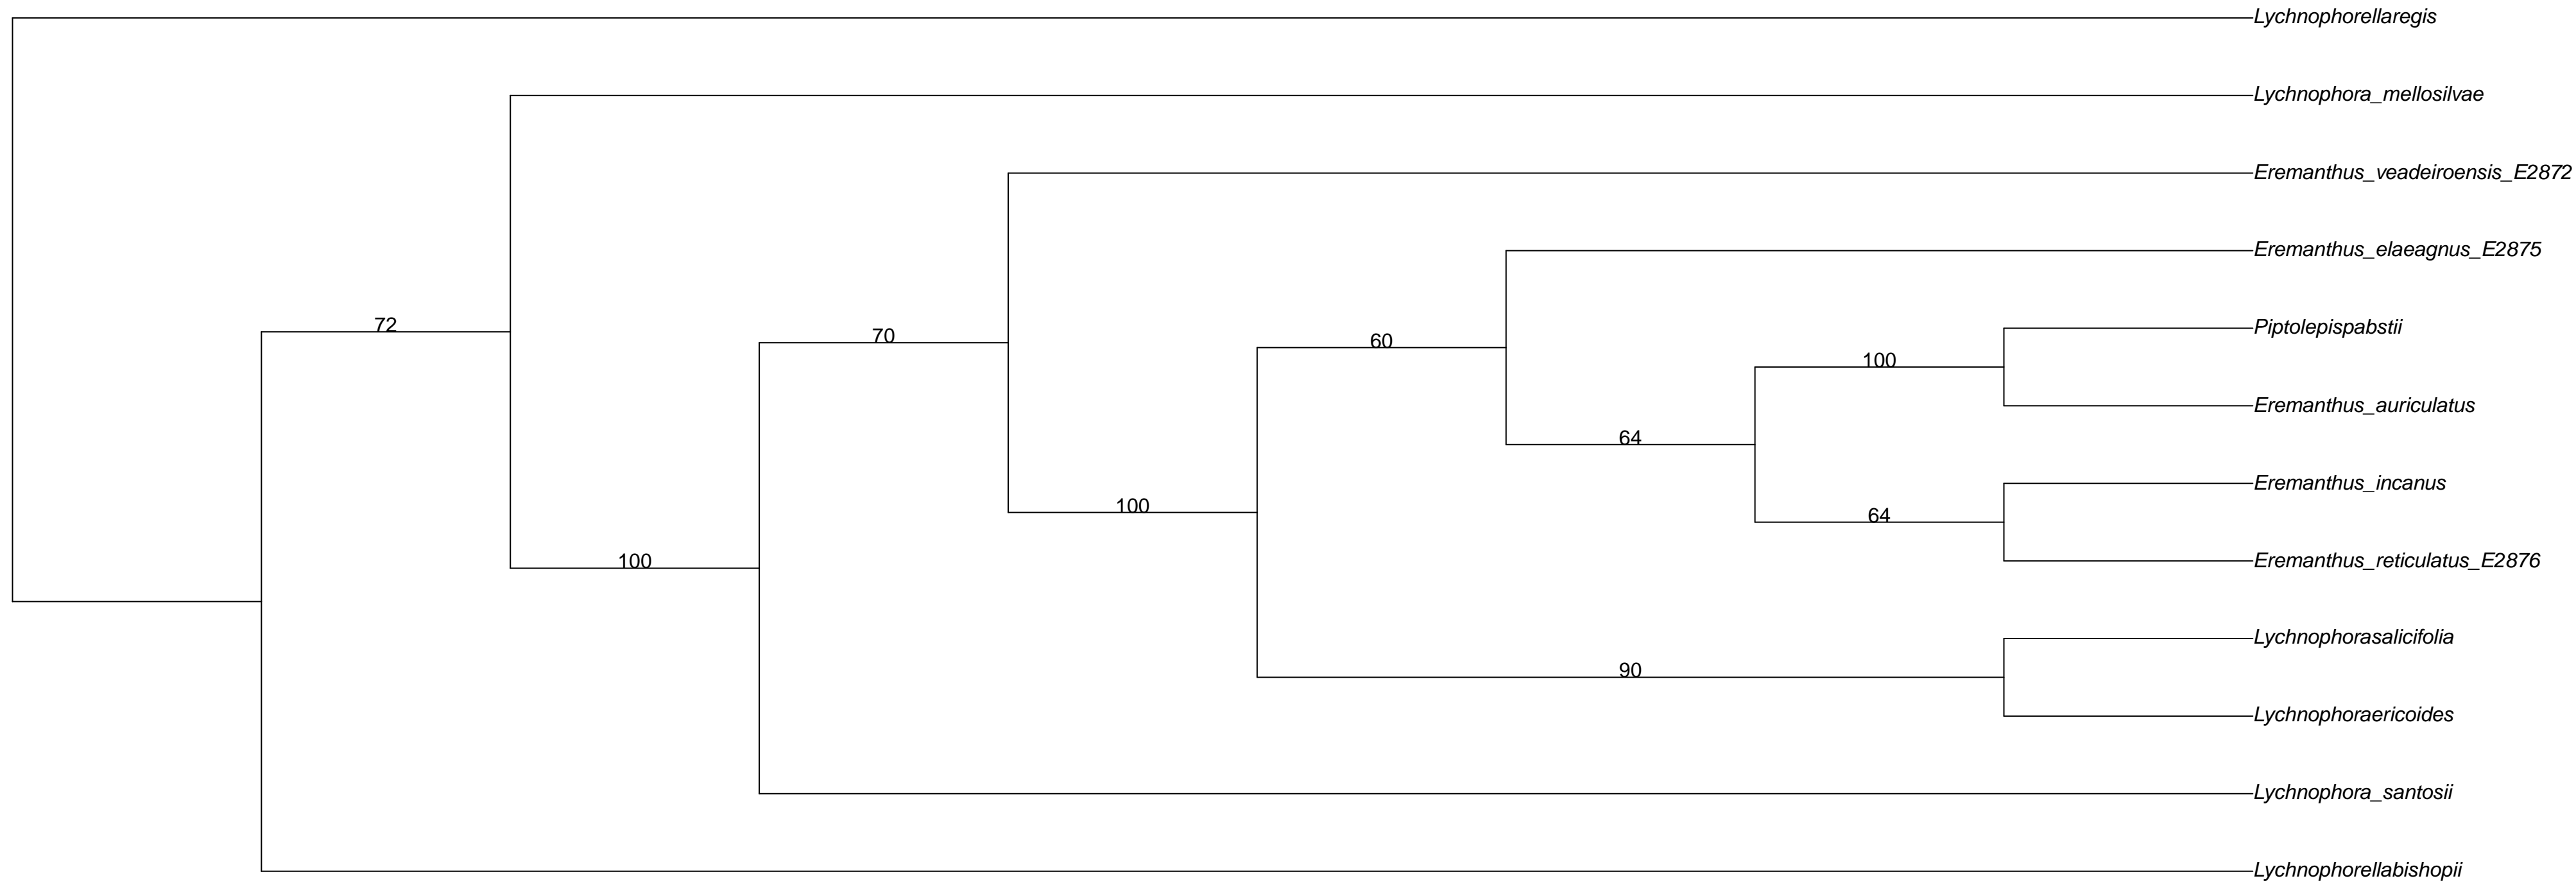 Lychnophorellaregis
Lychnophora_mellosilvae
Eremanthus_veadeiroensis_E2872
Eremanthus_elaeagnus_E2875
72
Piptolepispabstii
70
60
100
Eremanthus_auriculatus
64
Eremanthus_incanus
100
64
Eremanthus_reticulatus_E2876
100
Lychnophorasalicifolia
90
Lychnophoraericoides
Lychnophora_santosii
Lychnophorellabishopii